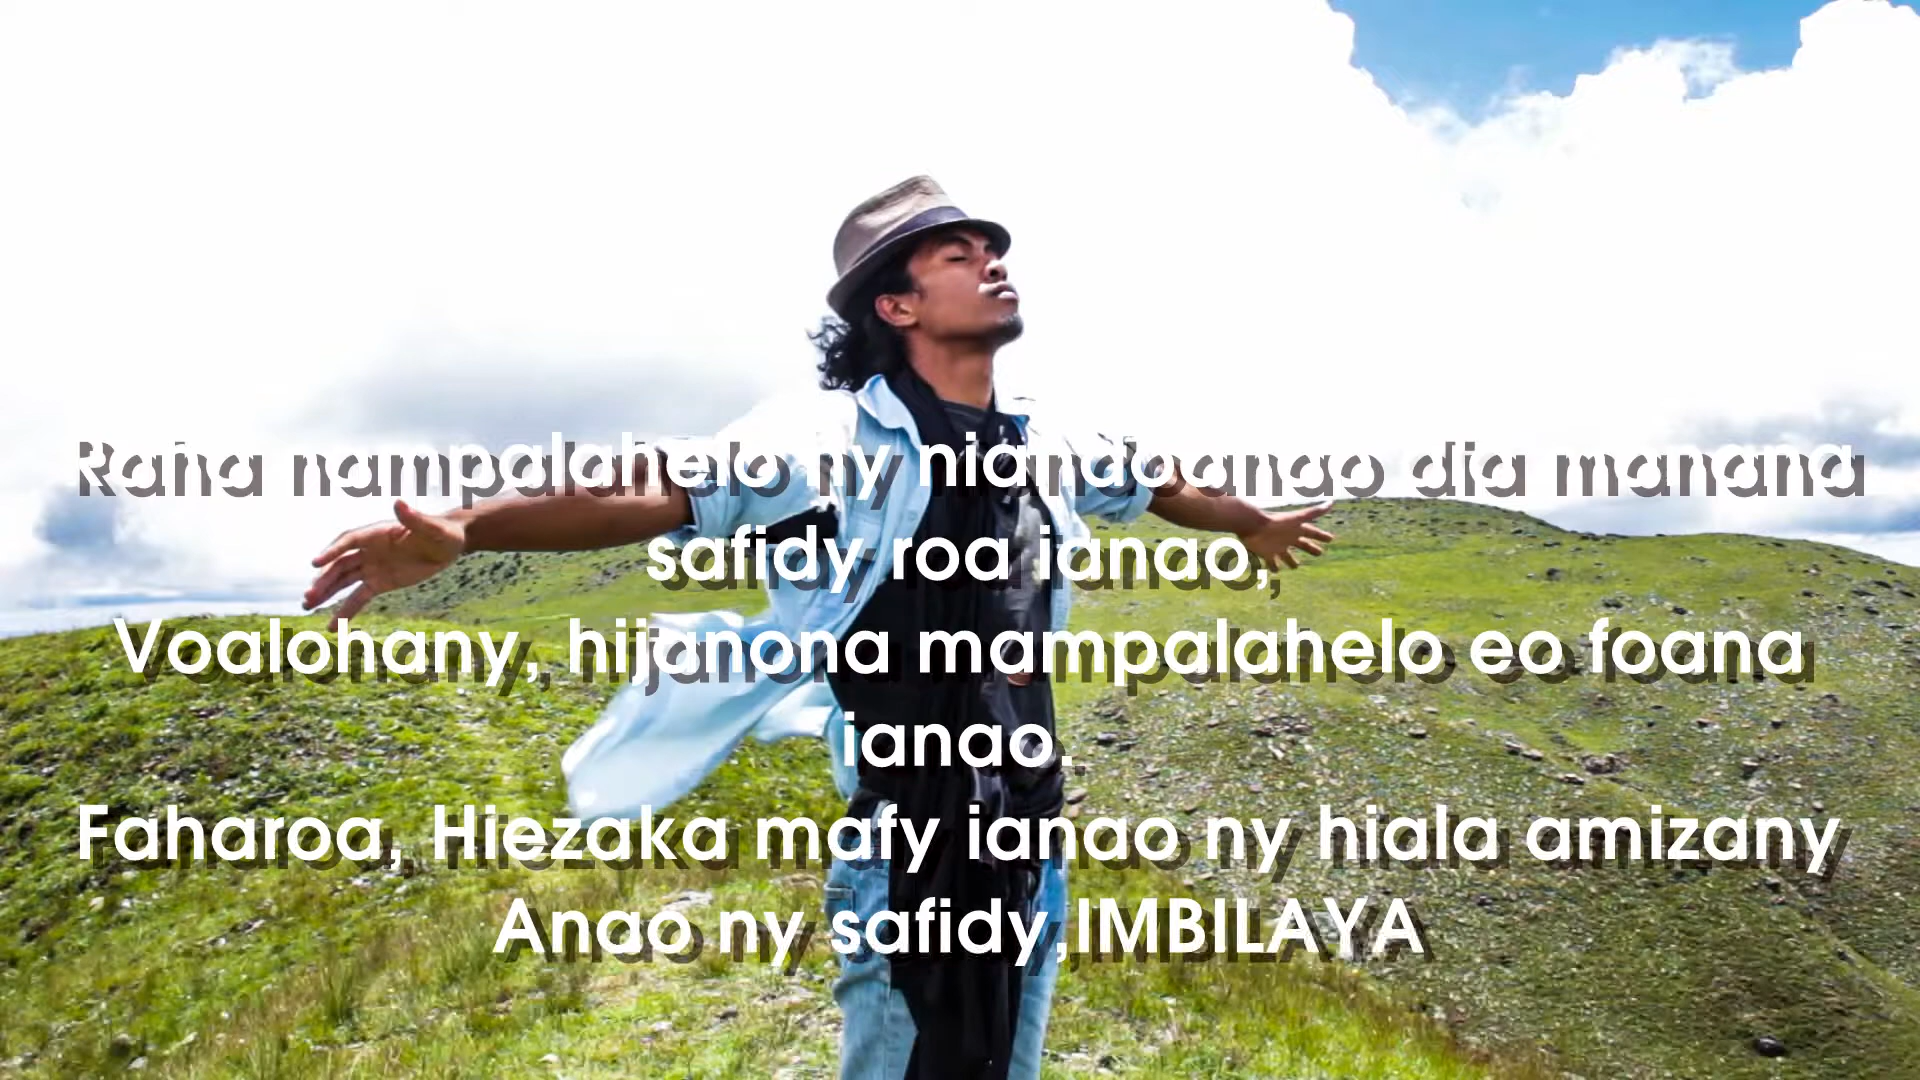 Raha nampalahelo ny niandoanao dia manana
safidy roa ianao,
Voalohany, hijanona mampalahelo eo foana
ianao.
Faharoa, Hiezaka mafy ianao ny hiala amizany
Anao ny safidy,IMBILAYA